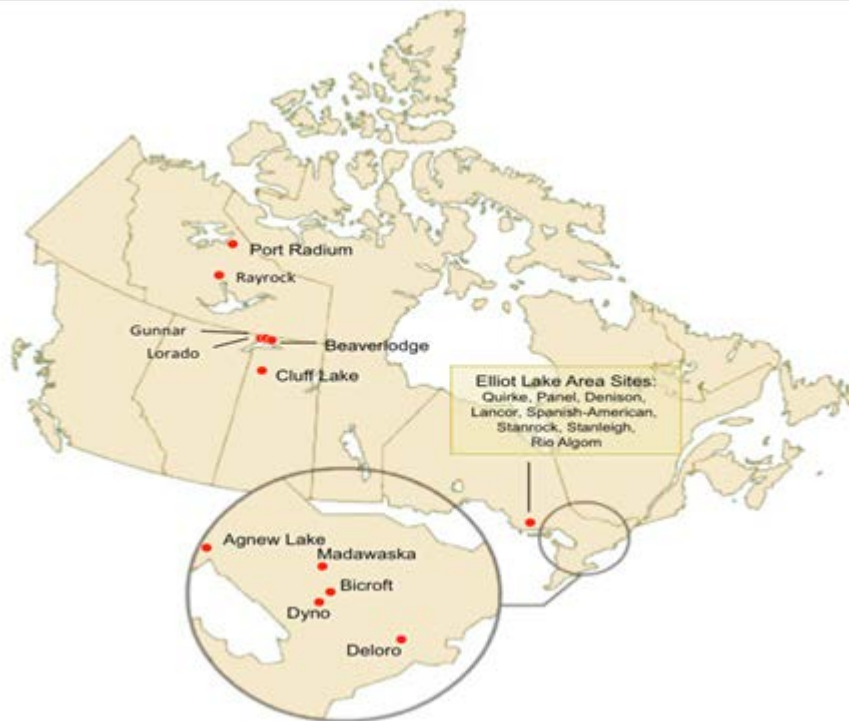 Port Radium
Rayrock
Gunnar
Lorado
Beaverlodge
Cluff Lake
Elliot Lake Area Sites:
Quirke, Panel, Denison,
Lancor, Spanish-American,
Stanrock, Stanleigh,
Rio Algom
Agnew Lake
Madawaska
Bicroft
Dyno
Deloro